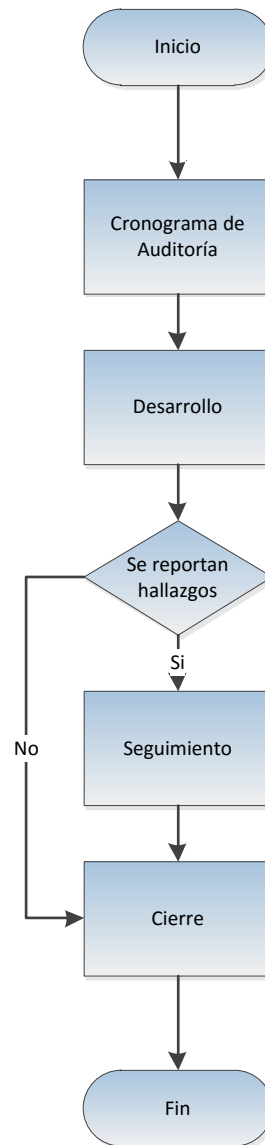 Inicio
Cronograma de
Auditoría
Desarrollo
Se reportan
hallazgos
Si
No
Seguimiento
Cierre
Fin